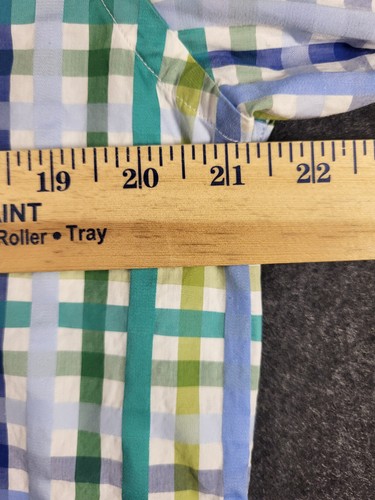 19 20 21 22
AINT
Roller • Tray